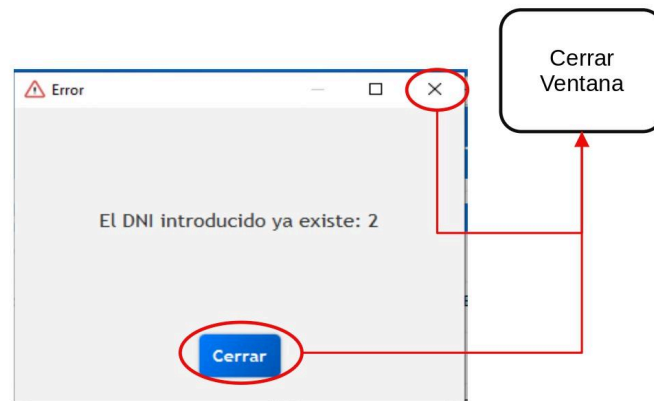 Cerrar
Ventana
Error
El DNI introducido ya existe: 2
Cerrar